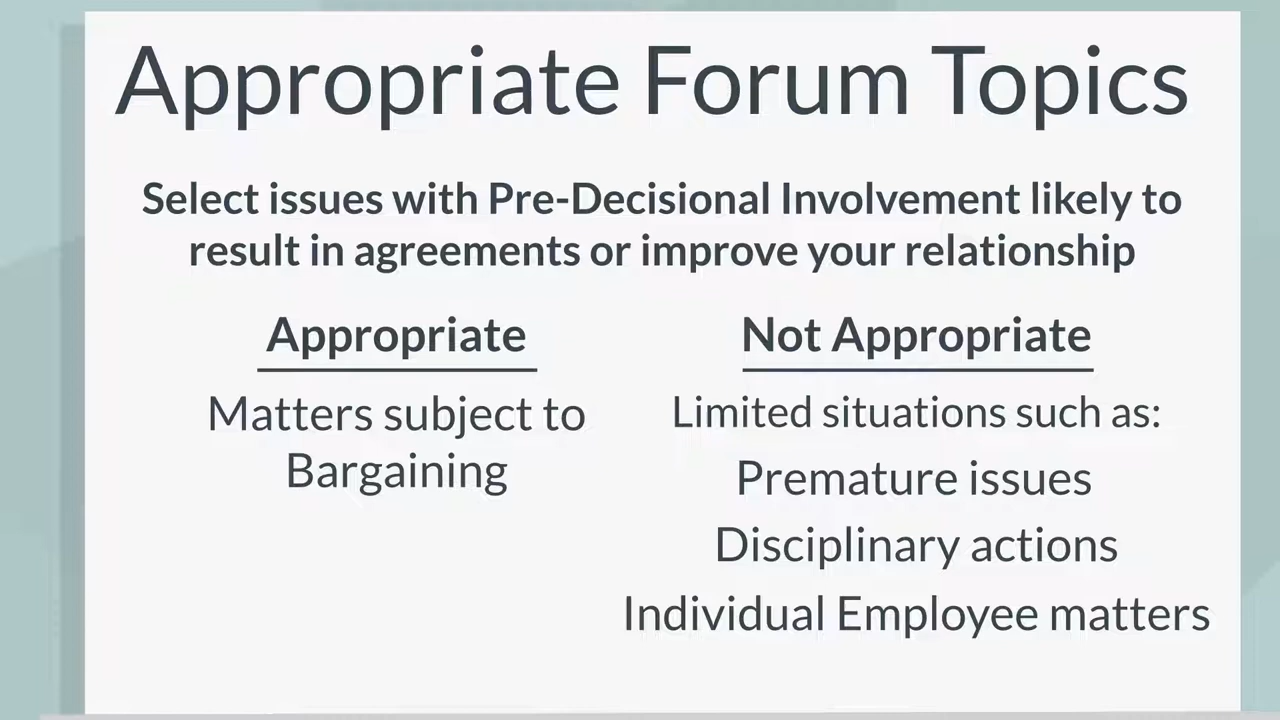 Appropriate Forum Topics
Select issues with Pre-Decisional Involvement likely to
result in agreements or improve your relationship
Appropriate
Matters subject to
Bargaining
Not Appropriate
Limited situations such as:
Premature issues
Disciplinary actions
Individual Employee matters